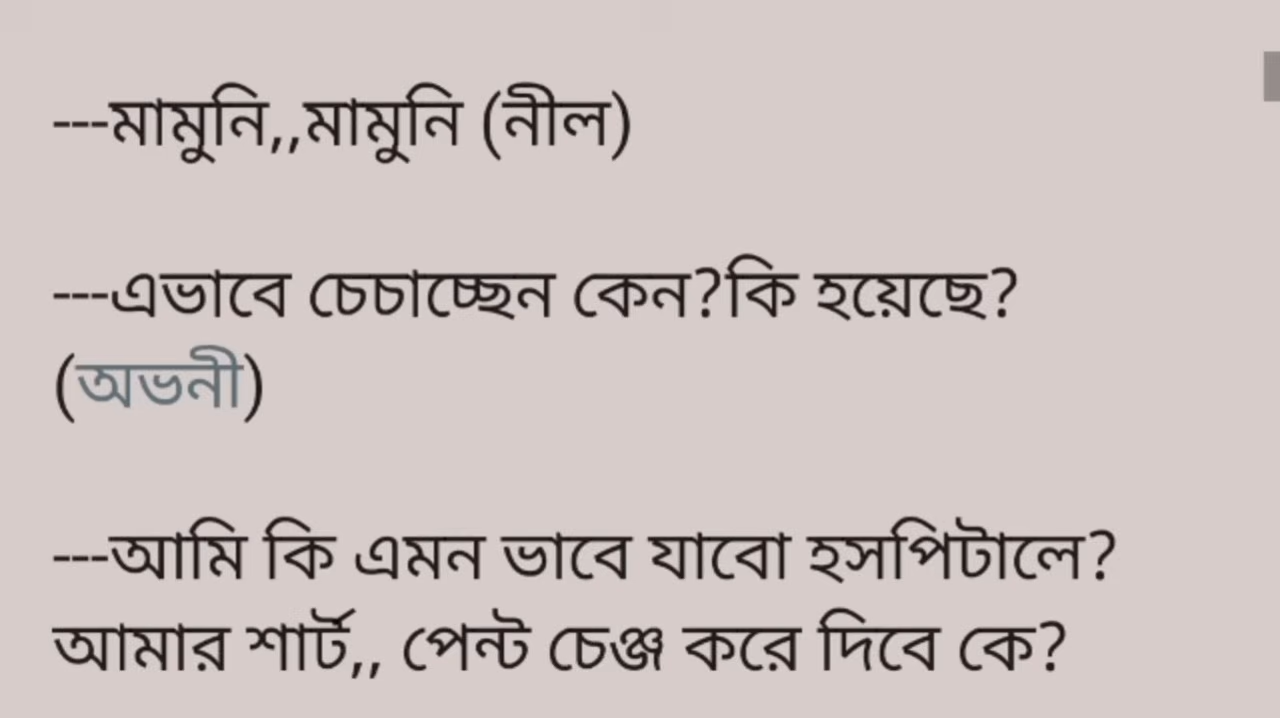 ---মামুনি,,মামুনি (নীল)
---এভাবে চেচাচ্ছেন কেন?কি হয়েছে?
(অভনী)
---আমি কি এমন ভাবে যাবো হসপিটালে?
আমার শার্ট,, পেন্ট চেঞ্জ করে দিবে কে?